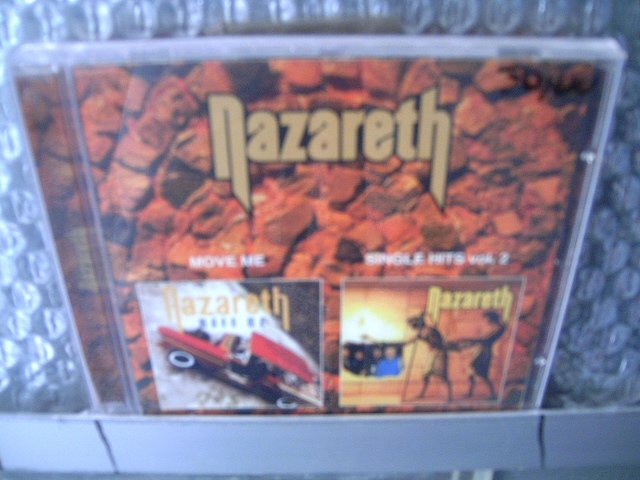 Nazareth
MOVE ME
SINGLE HITS vol. 2
Nazareth
Nazareth